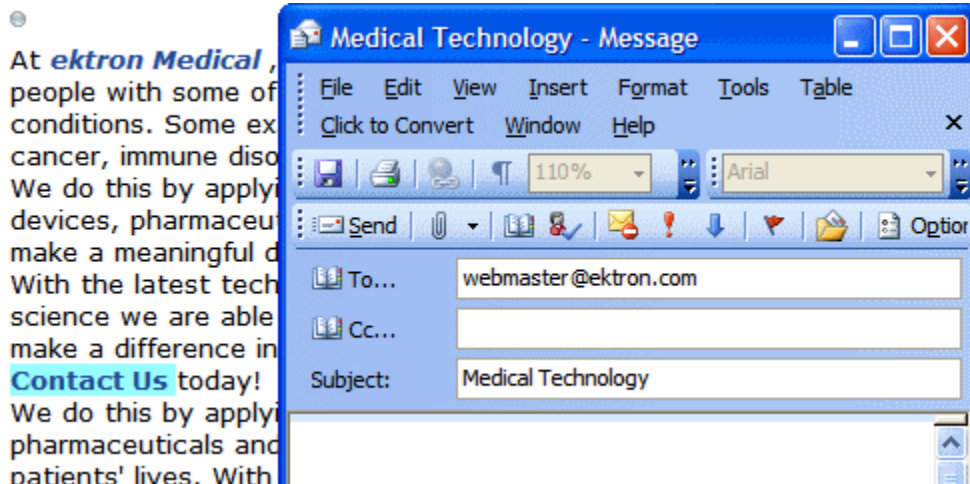 At ektron Medical ,
people with some of
conditions. Some ex
cancer, immune diso
We do this by applyi
devices, pharmaceut
make a meaningful d
With the latest tech
science we are able
make a difference in
Contact Us today!
We do this by applyi
pharmaceuticals and
patients' lives. With
Medical Technology - Message
File Edit View Insert Format Tools Table
Click to Convert Window Help
110% Arial
Send Option
To... webmaster@ektron.com
Cc...
Subject: Medical Technology